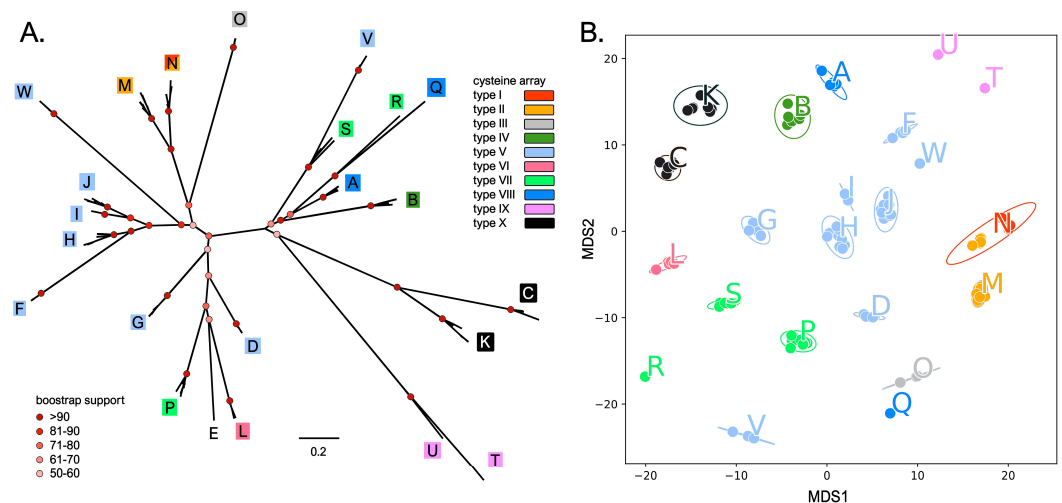 A.
O
V
N
M
W
Q
R
S
A
B
J
I
H
F
G
D
P
E
L
C
K
U
T
cysteine array
type I
type II
type III
type IV
type V
type VI
type VII
type VIII
type IX
type X
boostrap support
>90
81-90
71-80
61-70
50-60
0.2
B.
U
A
T
K
B
F
W
C
I
J
G
H
N
L
M
S
D
P
R
O
Q
V
20
10
0
−10
−20
MDS2
−20
−10
0
10
20
MDS1